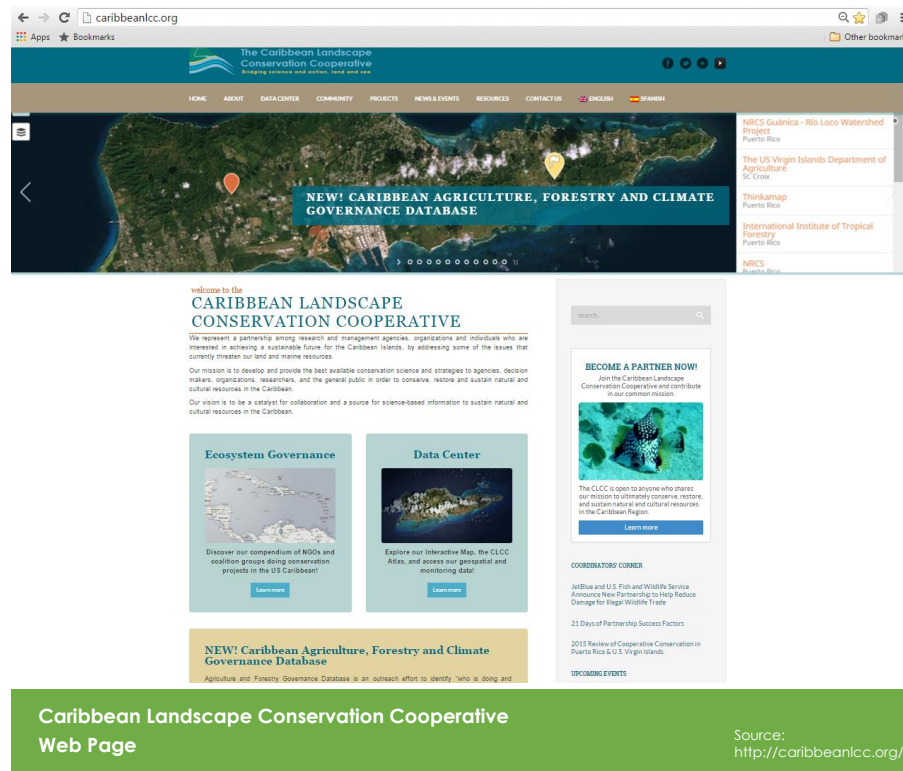 caribbeanlcc.org
Apps
Bookmarks
Other bookmar
The Caribbean Landscape
Conservation Cooperative
Bridging science and action, land and sea
HOME ABOUT DATA CENTER COMMUNITY PROJECTS NEWS & EVENTS RESOURCES CONTACT US ENGLISH SPANISH
NRCS Guánica - Río Loco Watershed
Project
Puerto Rico
The US Virgin Islands Department of
Agriculture
St. Croix
Thinkamap
Puerto Rico
International Institute of Tropical
Forestry
Puerto Rico
NRCS
Puerto Rico
NEW! CARIBBEAN AGRICULTURE, FORESTRY AND CLIMATE
GOVERNANCE DATABASE
welcome to the
CARIBBEAN LANDSCAPE
CONSERVATION COOPERATIVE
We represent a partnership among research and management agencies, organizations and individuals who are
interested in achieving a sustainable future for the Caribbean Islands, by addressing some of the issues that
currently threaten our land and marine resources.
Our mission is to develop and provide the best available conservation science and strategies to agencies, decision
makers, organizations, researchers, and the general public in order to conserve, restore and sustain natural and
cultural resources in the Caribbean.
Our vision is to be a catalyst for collaboration and a source for science-based information to sustain natural and
cultural resources in the Caribbean.
Ecosystem Governance
Discover our compendium of NGOs and
coalition groups doing conservation
projects in the US Caribbean!
Learn more
Data Center
Explore our Interactive Map, the CLCC
Atlas, and access our geospatial and
monitoring data!
Learn more
NEW! Caribbean Agriculture, Forestry and Climate
Governance Database
Agriculture and Forestry Governance Database is an outreach effort to identify "who is doing and
search..
BECOME A PARTNER NOW!
Join the Caribbean Landscape
Conservation Cooperative and contribute
in our common mission.
The CLCC is open to anyone who shares
our mission to ultimately conserve, restore,
and sustain natural and cultural resources
in the Caribbean Region.
Learn more
COORDINATORS' CORNER
JetBlue and U.S. Fish and Wildlife Service
Announce New Partnership to Help Reduce
Damage for Illegal Wildlife Trade
21 Days of Partnership Success Factors
2015 Review of Cooperative Conservation in
Puerto Rico & U.S. Virgin Islands
UPCOMING EVENTS
Caribbean Landscape Conservation Cooperative
Web Page
Source:
http://caribbeanlcc.org/